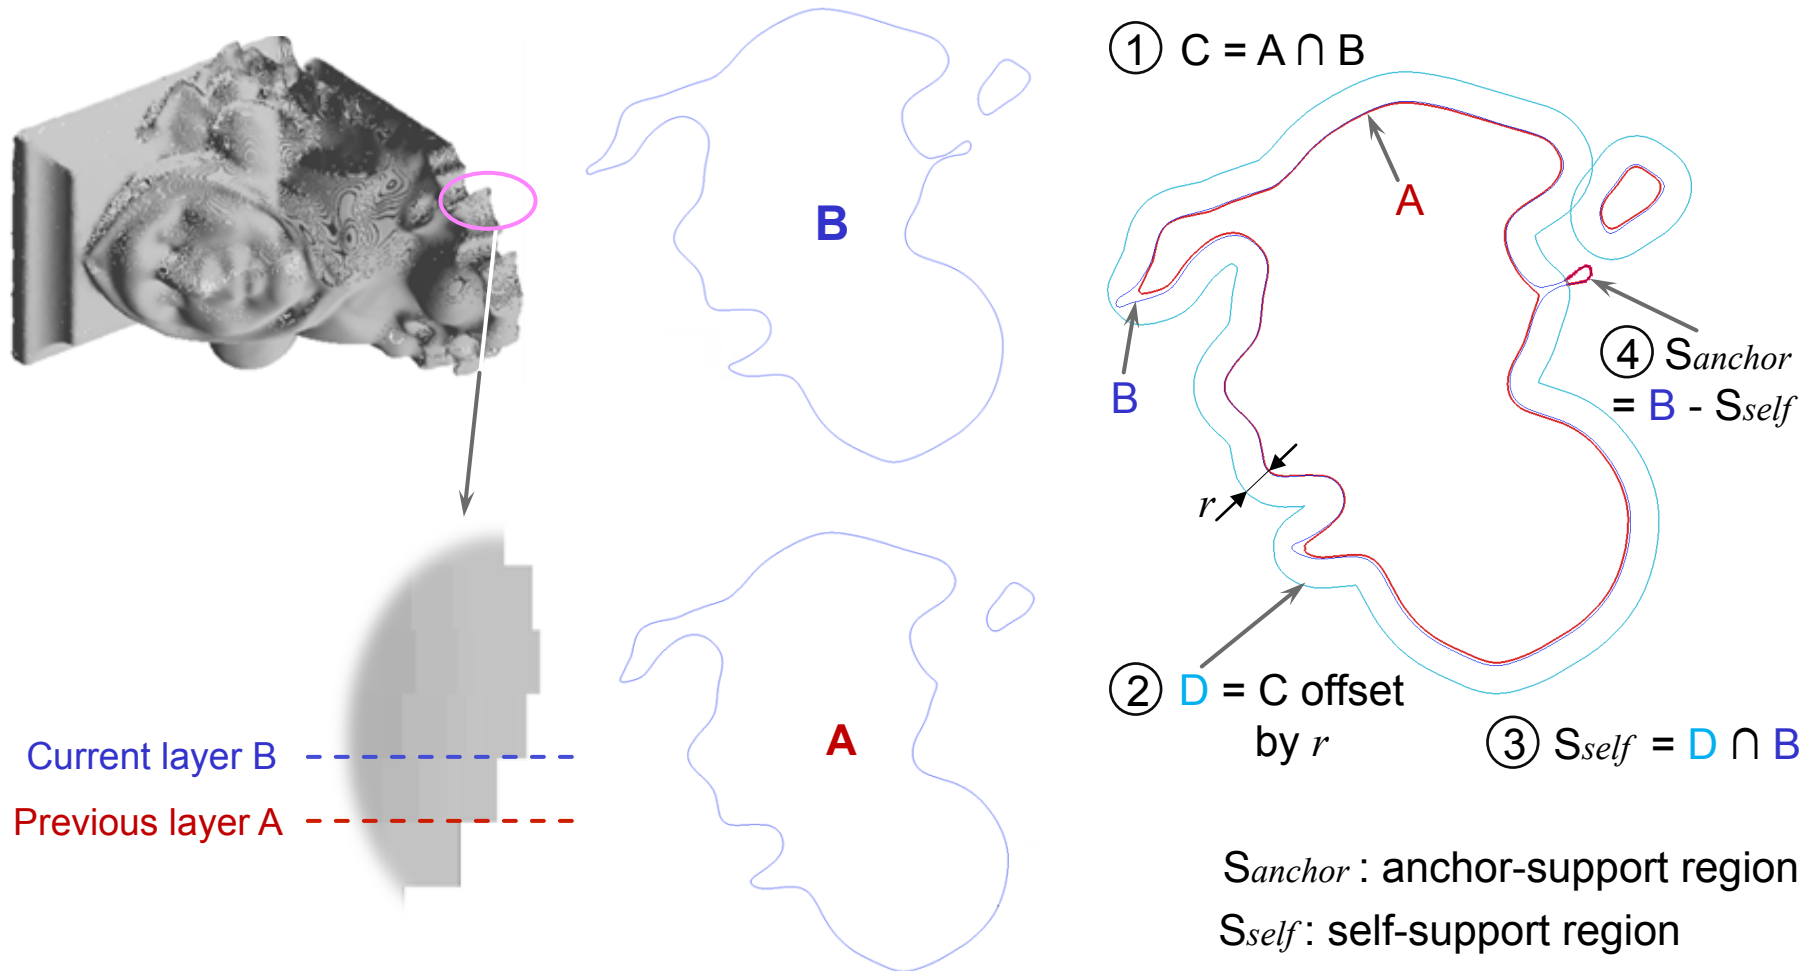 B
A
Current layer B
Previous layer A
① C = A ∩ B
A
B
④ Sanchor
= B - Sself
r
② D = C offset
by r
③ Sself = D ∩ B
Sanchor : anchor-support region
Sself : self-support region